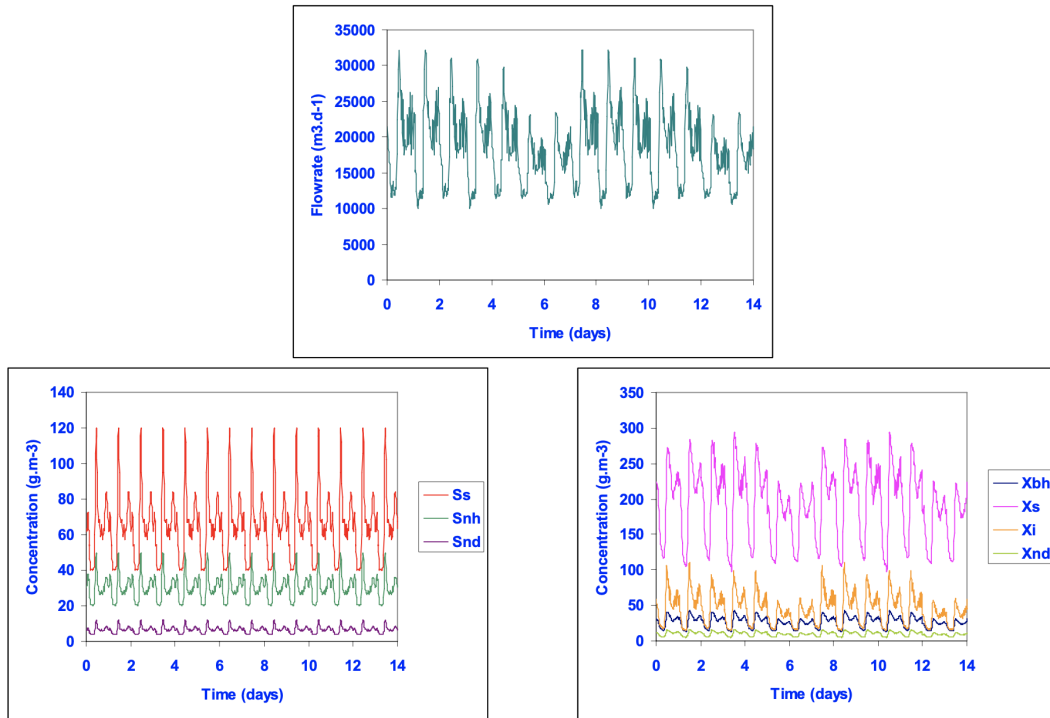 35000
30000
25000
20000
15000
10000
5000
0
Flowrate (m3.d-1)
0 2 4 6 8 10 12 14
Time (days)
140
120
100
80
60
40
20
0
Concentration (g.m-3)
0 2 4 6 8 10 12 14
Time (days)
Ss
Snh
Snd
350
300
250
200
150
100
50
0
Concentration (g.m-3)
0 2 4 6 8 10 12 14
Time (days)
Xbh
Xs
Xi
Xnd